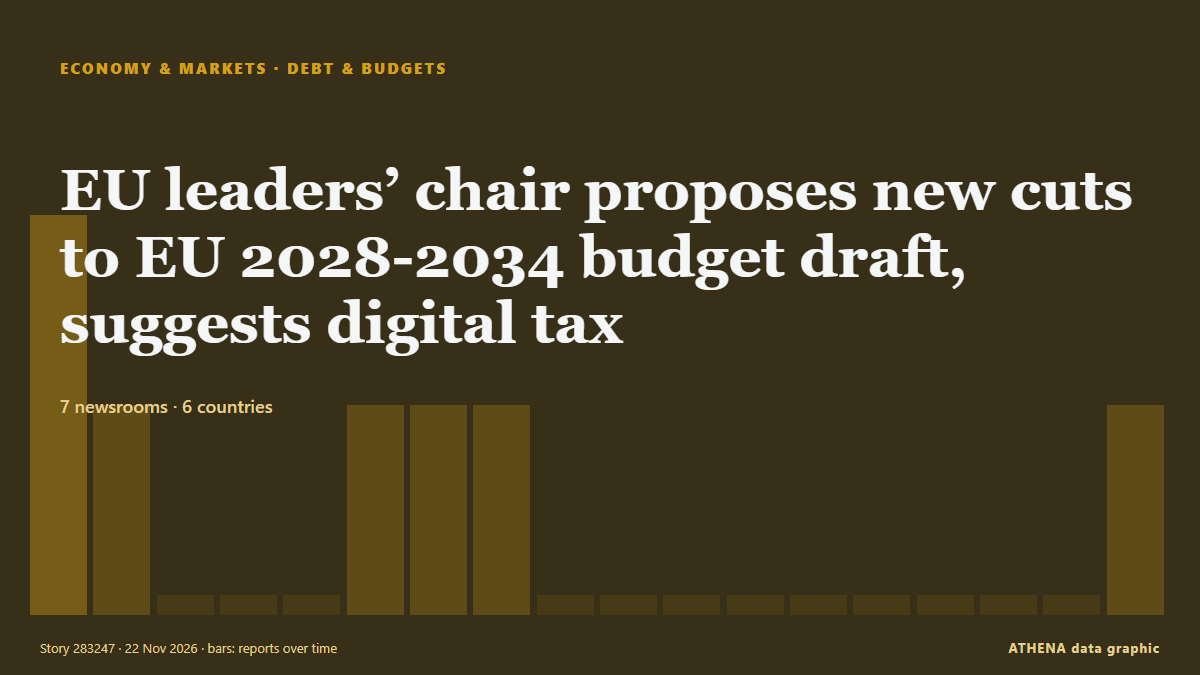 ECONOMY & MARKETS · DEBT & BUDGETS
EU leaders’ chair proposes new cuts
to EU 2028-2034 budget draft,
suggests digital tax
7 newsrooms · 6 countries
Story 283247 · 22 Nov 2026 · bars: reports over time
ATHENA data graphic